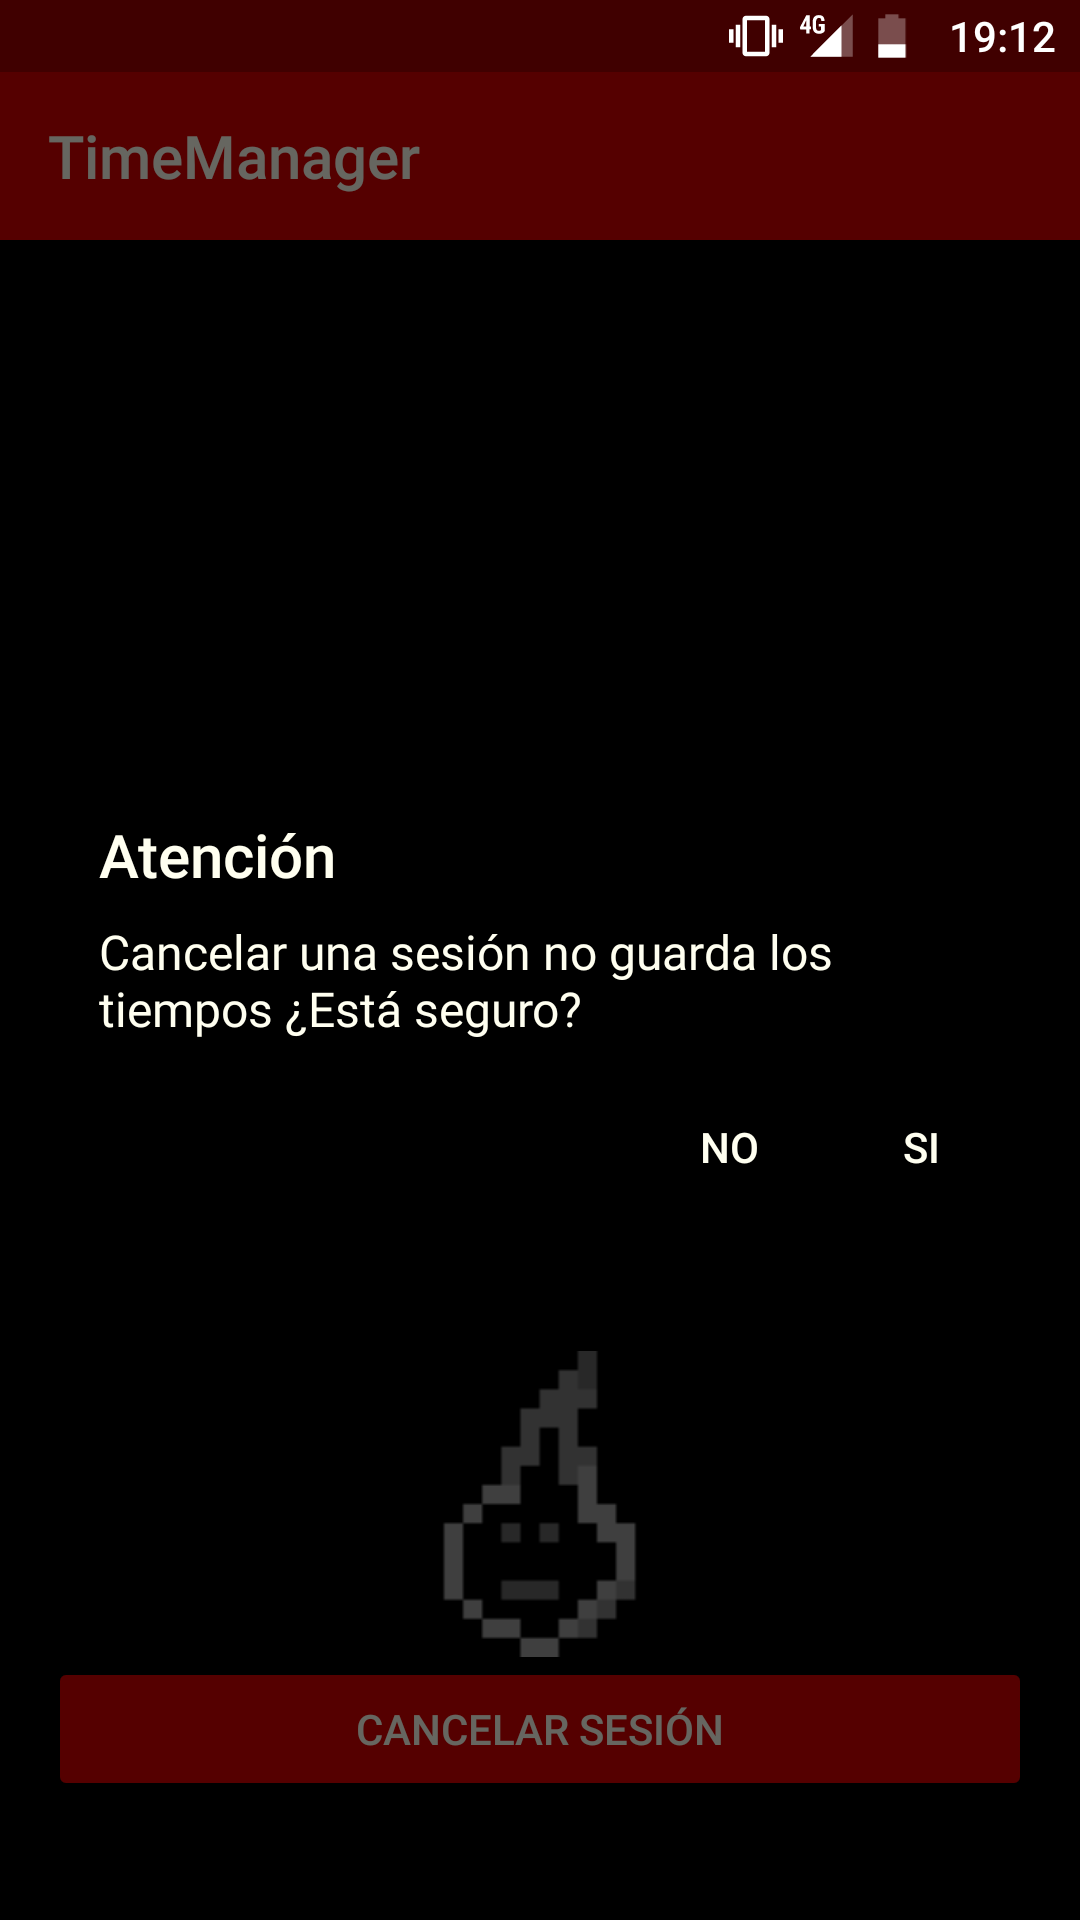 4G 19:12
TimeManager
Atención
Cancelar una sesión no guarda los
tiempos ¿Está seguro?
NO SI
CANCELAR SESIÓN